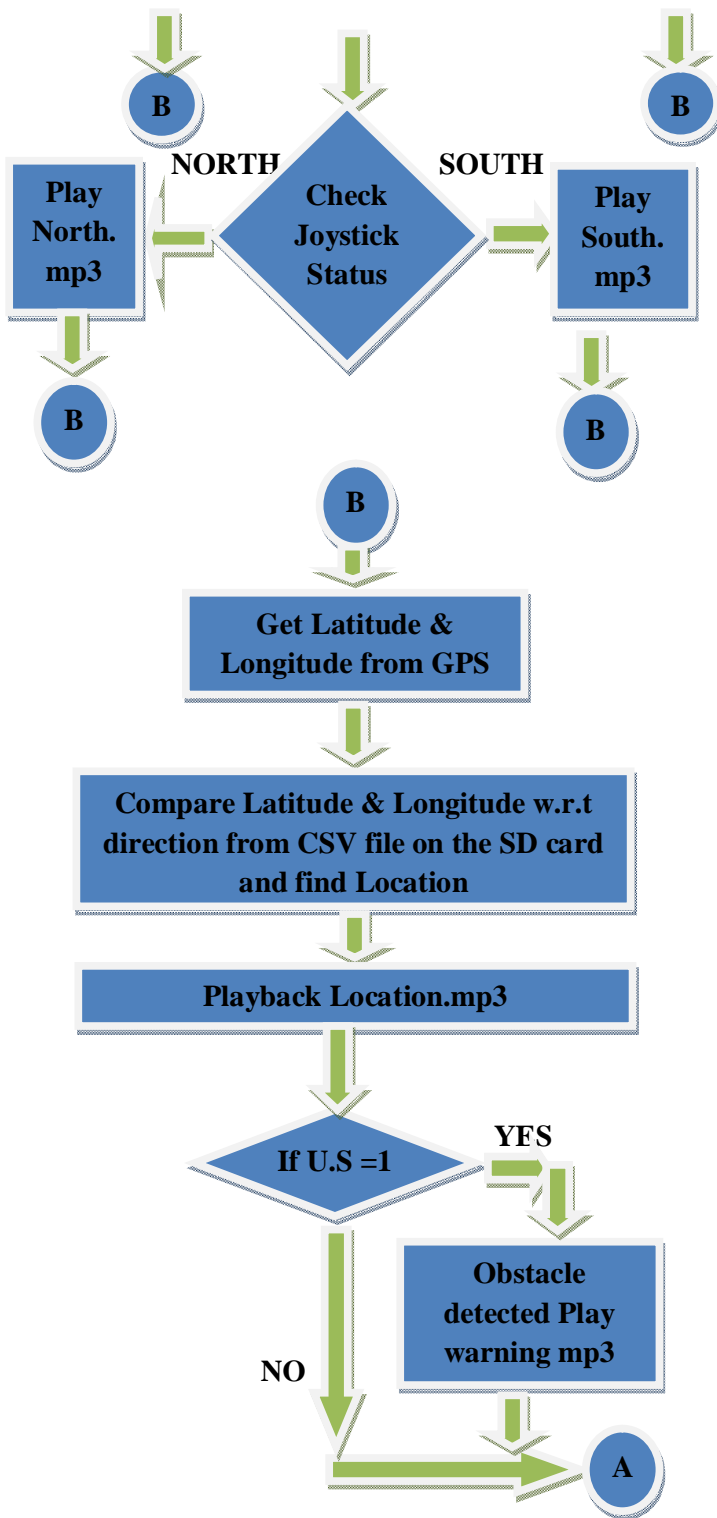 B
B
NORTH
SOUTH
Play
North.
mp3
Check
Joystick
Status
Play
South.
mp3
B
B
B
Get Latitude &
Longitude from GPS
Compare Latitude & Longitude w.r.t
direction from CSV file on the SD card
and find Location
Playback Location.mp3
If U.S =1
YES
Obstacle
detected Play
warning mp3
NO
A